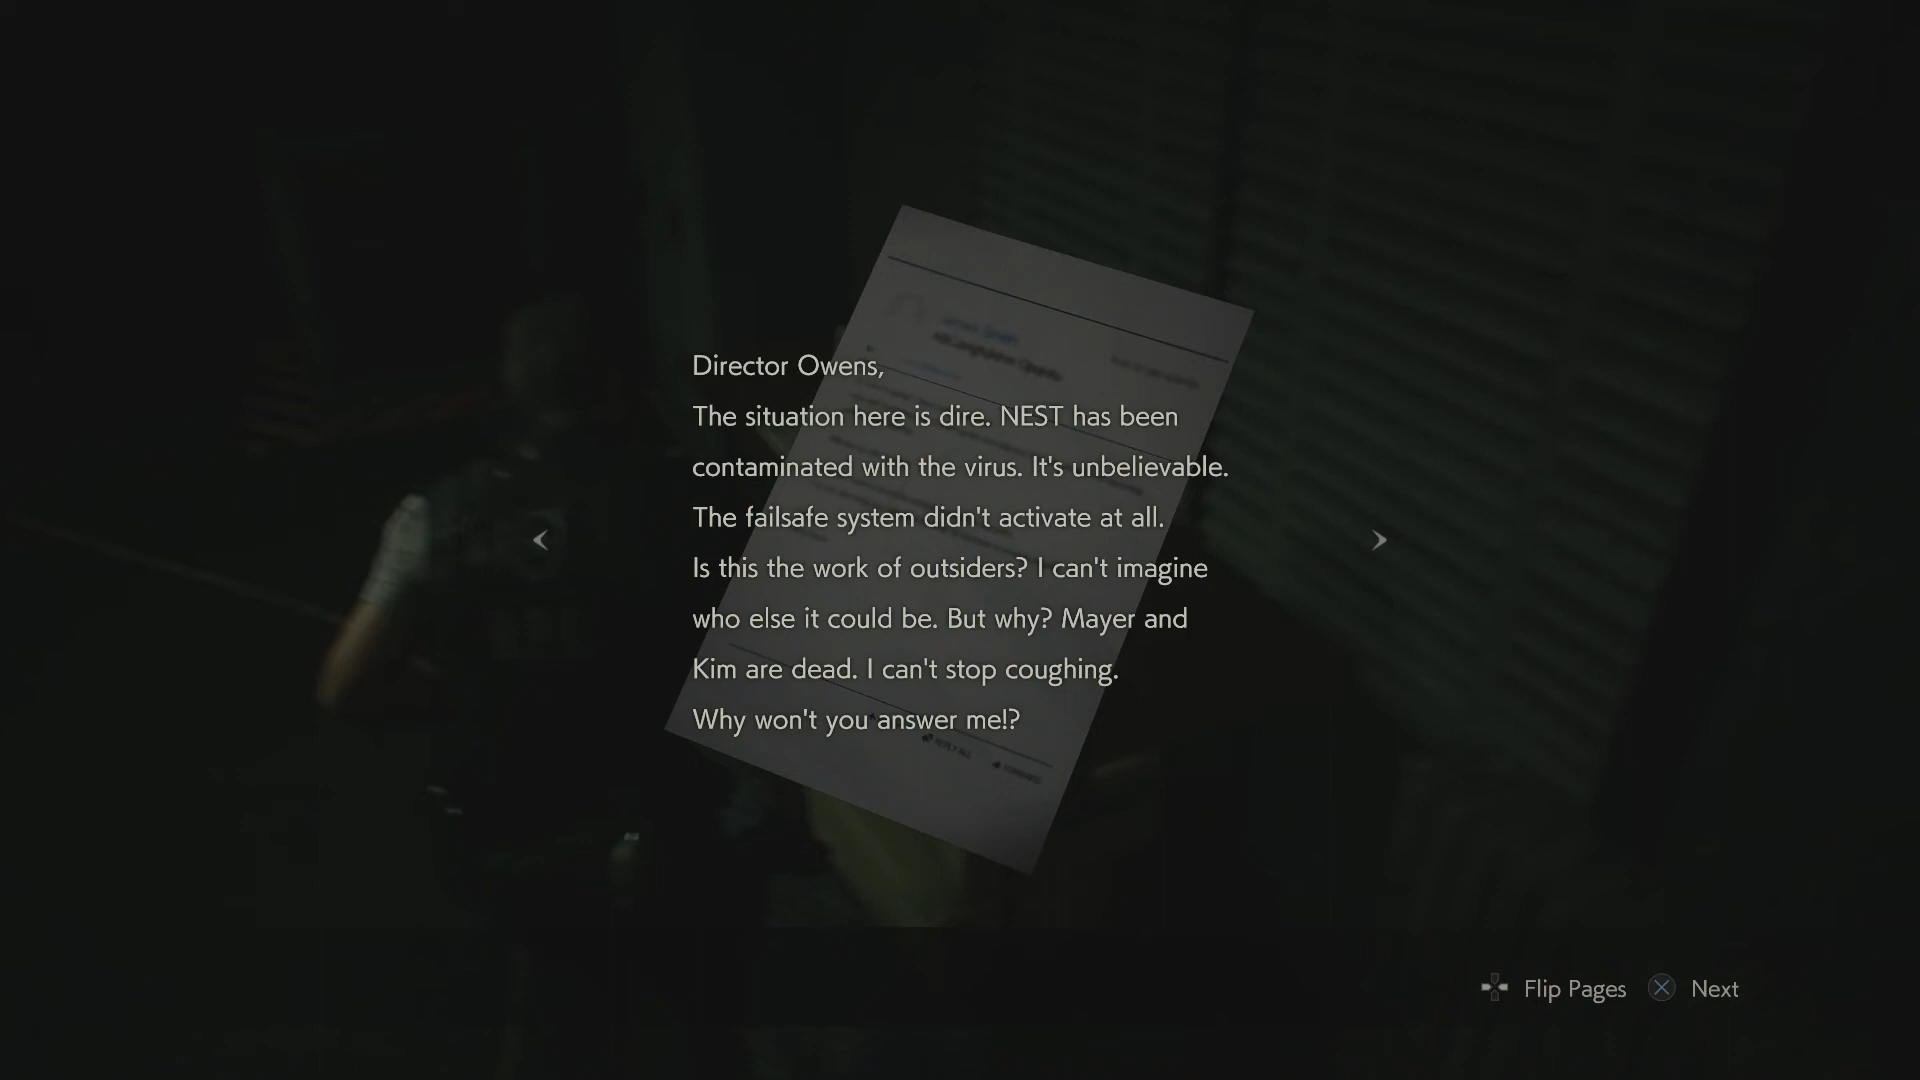 Director Owens,
The situation here is dire. NEST has been
contaminated with the virus. It's unbelievable.
The failsafe system didn't activate at all.
Is this the work of outsiders? I can't imagine
who else it could be. But why? Mayer and
Kim are dead. I can't stop coughing.
Why won't you answer me!?
REPLY ALL
Flip Pages
Next